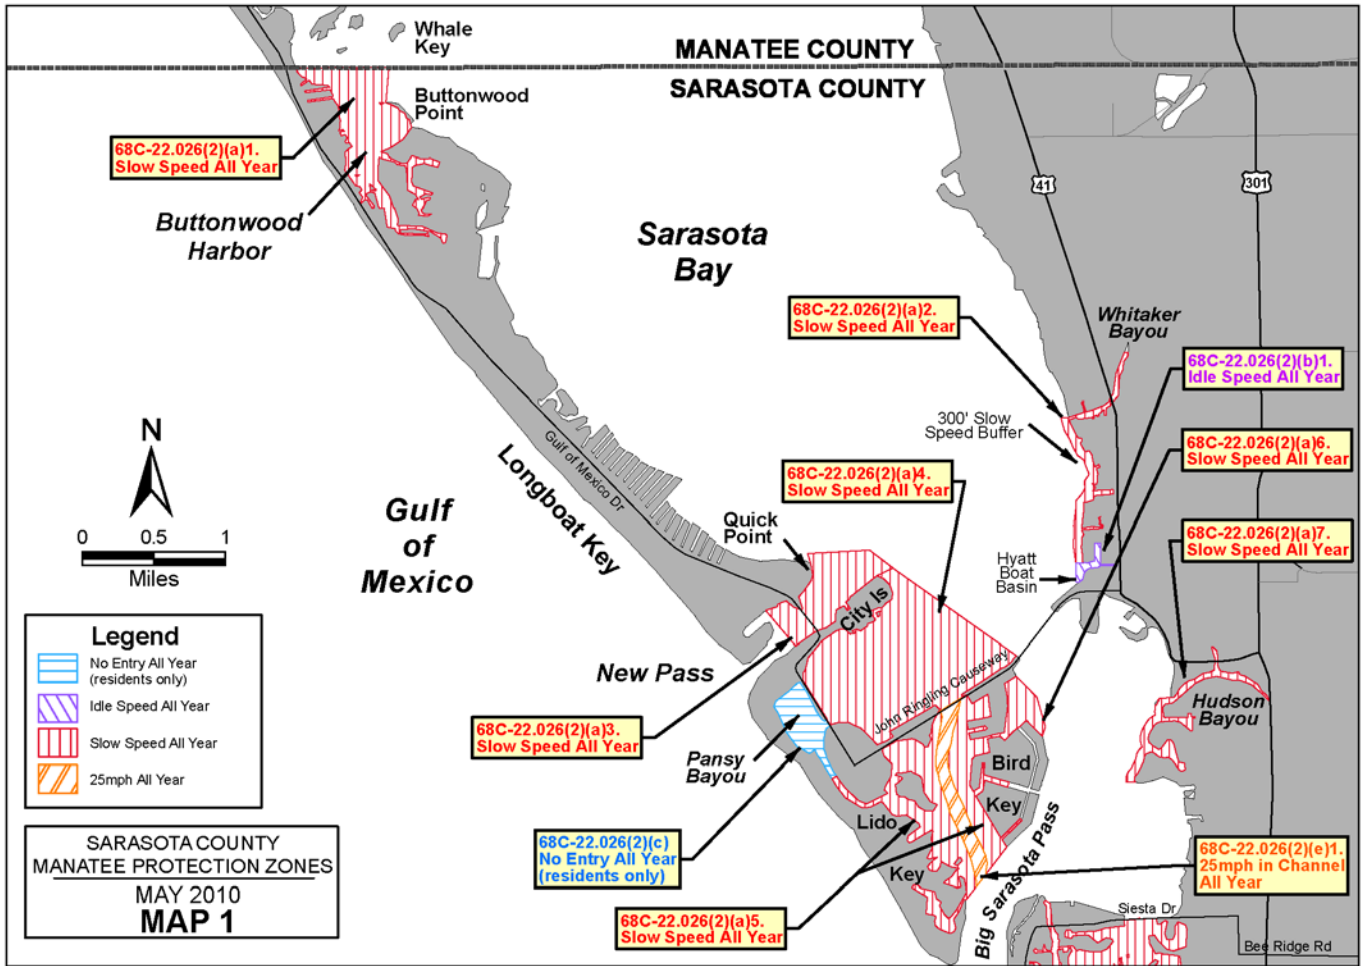 Whale
Key
MANATEE COUNTY
SARASOTA COUNTY
Buttonwood
Point
68C-22.026(2)(a)1.
Slow Speed All Year
41
301
Buttonwood
Harbor
Sarasota
Bay
68C-22.026(2)(a)2.
Slow Speed All Year
Whitaker
Bayou
68C-22.026(2)(b)1.
Idle Speed All Year
300' Slow
Speed Buffer
68C-22.026(2)(a)6.
Slow Speed All Year
N
0 0.5 1
Miles
Gulf of Mexico Dr
Longboat Key
Gulf
of
Mexico
68C-22.026(2)(a)4.
Slow Speed All Year
Quick
Point
68C-22.026(2)(a)7.
Slow Speed All Year
Hyatt
Boat
Basin
City Is
Legend
No Entry All Year
(residents only)
Idle Speed All Year
Slow Speed All Year
25mph All Year
New Pass
John Ringling Causeway
Hudson
Bayou
68C-22.026(2)(a)3.
Slow Speed All Year
Pansy
Bayou
Bird
Key
Lido
Key
Big Sarasota Pass
68C-22.026(2)(c)
No Entry All Year
(residents only)
68C-22.026(2)(e)1.
25mph in Channel
All Year
68C-22.026(2)(a)5.
Slow Speed All Year
Siesta Dr
Bee Ridge Rd
SARASOTA COUNTY
MANATEE PROTECTION ZONES
MAY 2010
MAP 1